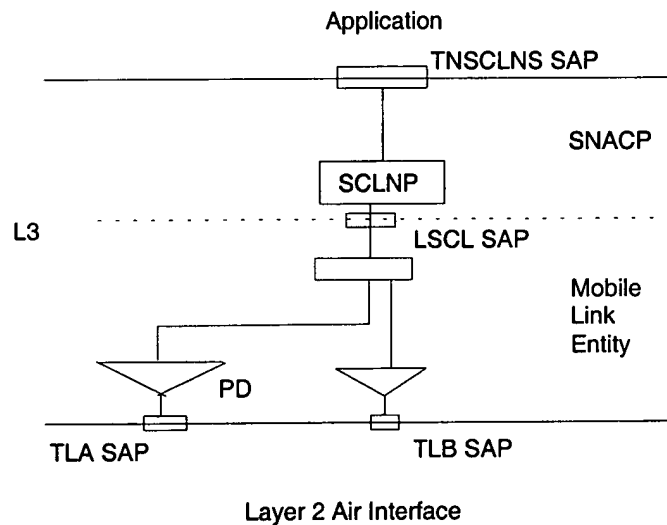 Application
TNSCLNS SAP
SNACP
SCLNP
L3
LSCL SAP
Mobile
Link
Entity
PD
TLA SAP
TLB SAP
Layer 2 Air Interface